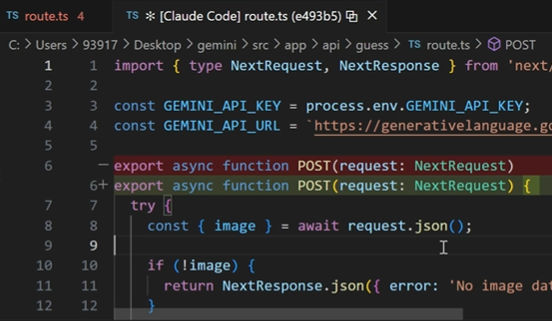 TS route.ts 4 TS ✻ [Claude Code] route.ts (e493b5) ×
C: > Users > 93917 > Desktop > gemini > src > app > api > guess > TS route.ts > POST
1 1 import { type NextRequest, NextResponse } from 'next/
2 2
3 3 const GEMINI_API_KEY = process.env.GEMINI_API_KEY;
4 4 const GEMINI_API_URL = `https://generativelanguage.go
5 5
6 — export async function POST(request: NextRequest)
6+ export async function POST(request: NextRequest) {
7 7 try {
8 8 const { image } = await request.json();
9 9
10 10 if (!image) {
11 11 return NextResponse.json({ error: 'No image dat
12 12 }